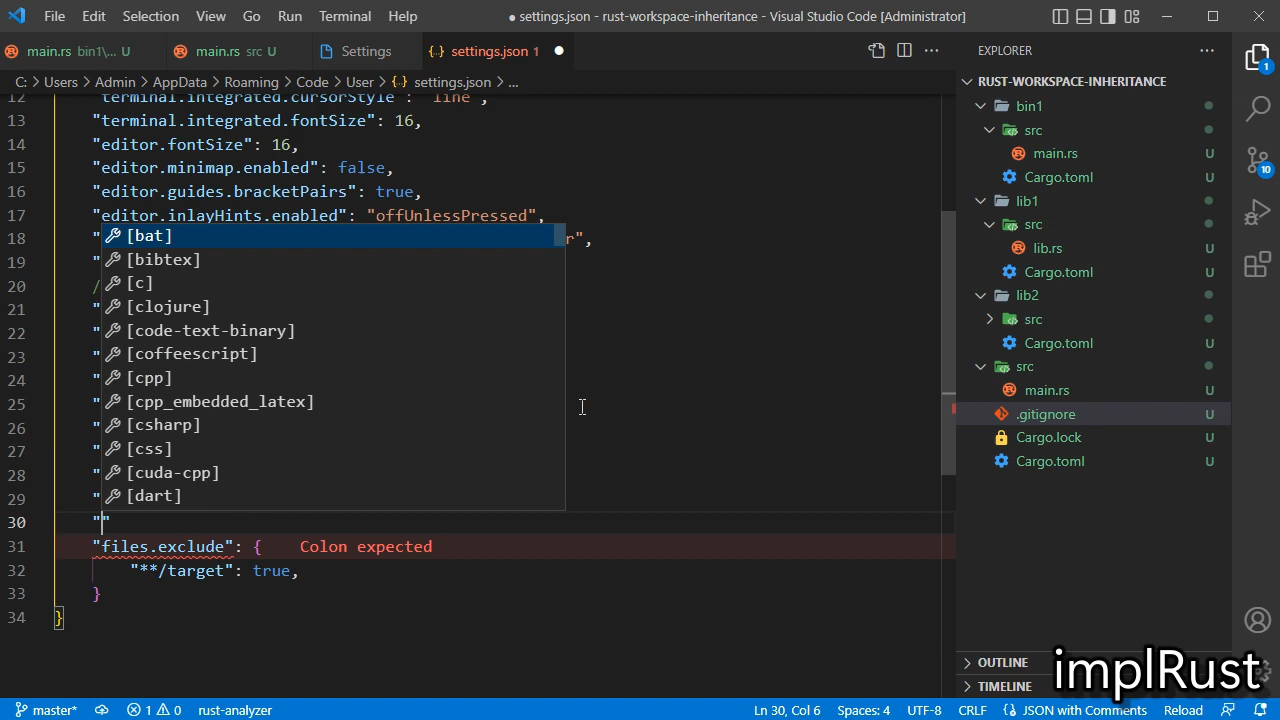 File Edit Selection View Go Run Terminal Help ● settings.json - rust-workspace-inheritance - Visual Studio Code [Administrator]
main.rs bin1\... U main.rs src U Settings {} settings.json 1 ●
EXPLORER ...
C: > Users > Admin > AppData > Roaming > Code > User > {} settings.json > ...
RUST-WORKSPACE-INHERITANCE
12 "terminal.integrated.cursorStyle": "line",
13 "terminal.integrated.fontSize": 16,
14 "editor.fontSize": 16,
15 "editor.minimap.enabled": false,
16 "editor.guides.bracketPairs": true,
17 "editor.inlayHints.enabled": "offUnlessPressed",
18 " [bat] r",
19 " [bibtex]
20 / [c]
21 " [clojure]
22 " [code-text-binary]
23 " [coffeescript]
24 " [cpp]
25 " [cpp_embedded_latex]
26 " [csharp]
27 " [css]
28 " [cuda-cpp]
29 " [dart]
30 ""
31 "files.exclude": { Colon expected
32 "**/target": true,
33 }
34 }
bin1
src
main.rs U
Cargo.toml U
lib1
src
lib.rs U
Cargo.toml U
lib2
src
Cargo.toml U
src
main.rs U
.gitignore U
Cargo.lock U
Cargo.toml U
1
10
OUTLINE
TIMELINE
implRust
master* 1 0 rust-analyzer Ln 30, Col 6 Spaces: 4 UTF-8 CRLF {} JSON with Comments Reload